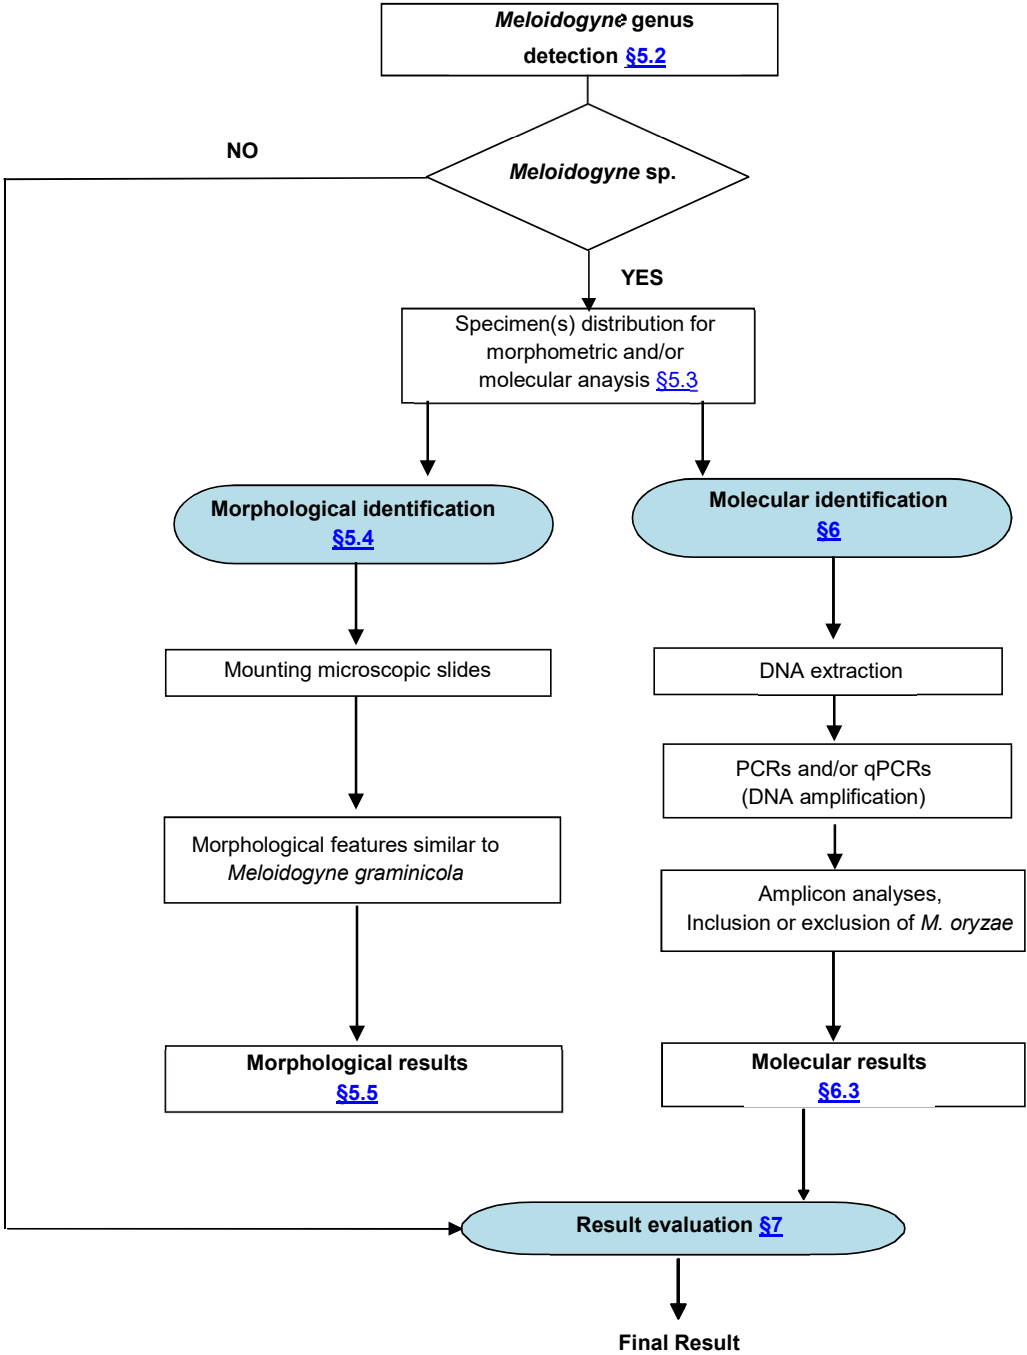 Meloidogyne genus
detection §5.2
NO
Meloidogyne sp.
YES
Specimen(s) distribution for
morphometric and/or
molecular anaysis §5.3
Morphological identification
§5.4
Molecular identification
§6
Mounting microscopic slides
DNA extraction
PCRs and/or qPCRs
(DNA amplification)
Morphological features similar to
Meloidogyne graminicola
Amplicon analyses,
Inclusion or exclusion of M. oryzae
Morphological results
§5.5
Molecular results
§6.3
Result evaluation §7
Final Result